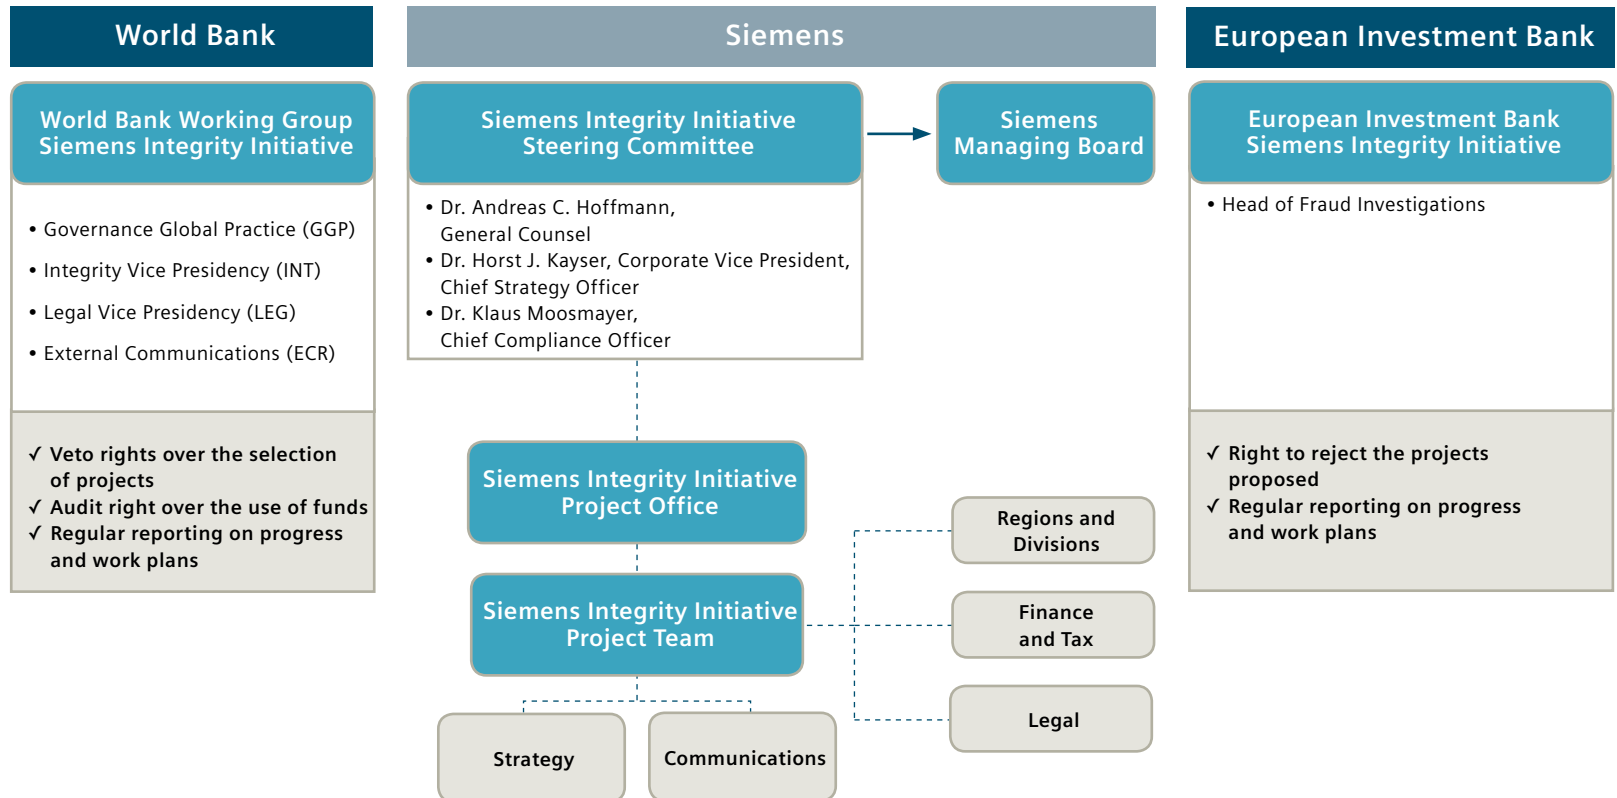 World Bank
World Bank Working Group
Siemens Integrity Initiative
• Governance Global Practice (GGP)
• Integrity Vice Presidency (INT)
• Legal Vice Presidency (LEG)
• External Communications (ECR)
✓ Veto rights over the selection
of projects
✓ Audit right over the use of funds
✓ Regular reporting on progress
and work plans
Siemens
Siemens Integrity Initiative
Steering Committee
• Dr. Andreas C. Hoffmann,
General Counsel
• Dr. Horst J. Kayser, Corporate Vice President,
Chief Strategy Officer
• Dr. Klaus Moosmayer,
Chief Compliance Officer
Siemens
Managing Board
Siemens Integrity Initiative
Project Office
Siemens Integrity Initiative
Project Team
Regions and
Divisions
Finance
and Tax
Legal
Strategy
Communications
European Investment Bank
European Investment Bank
Siemens Integrity Initiative
• Head of Fraud Investigations
✓ Right to reject the projects
proposed
✓ Regular reporting on progress
and work plans